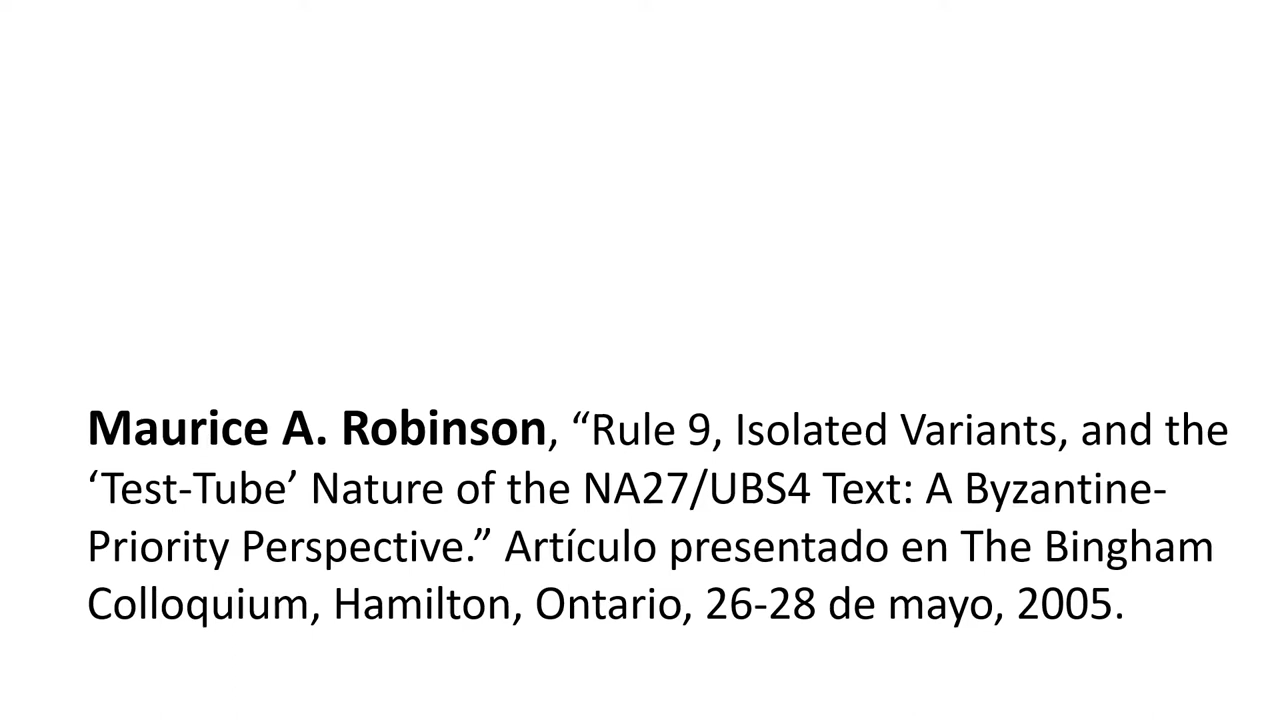 Maurice A. Robinson, “Rule 9, Isolated Variants, and the
‘Test-Tube’ Nature of the NA27/UBS4 Text: A Byzantine-
Priority Perspective.” Artículo presentado en The Bingham
Colloquium, Hamilton, Ontario, 26-28 de mayo, 2005.